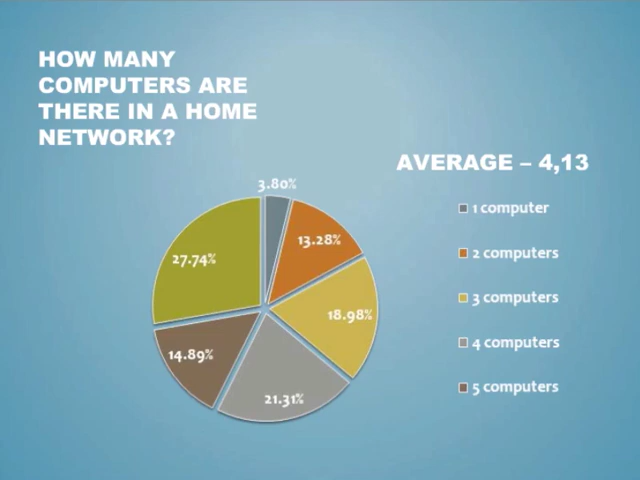 HOW MANY
COMPUTERS ARE
THERE IN A HOME
NETWORK?
AVERAGE – 4,13
3.80%
13.28%
18.98%
21.31%
14.89%
27.74%
1 computer
2 computers
3 computers
4 computers
5 computers